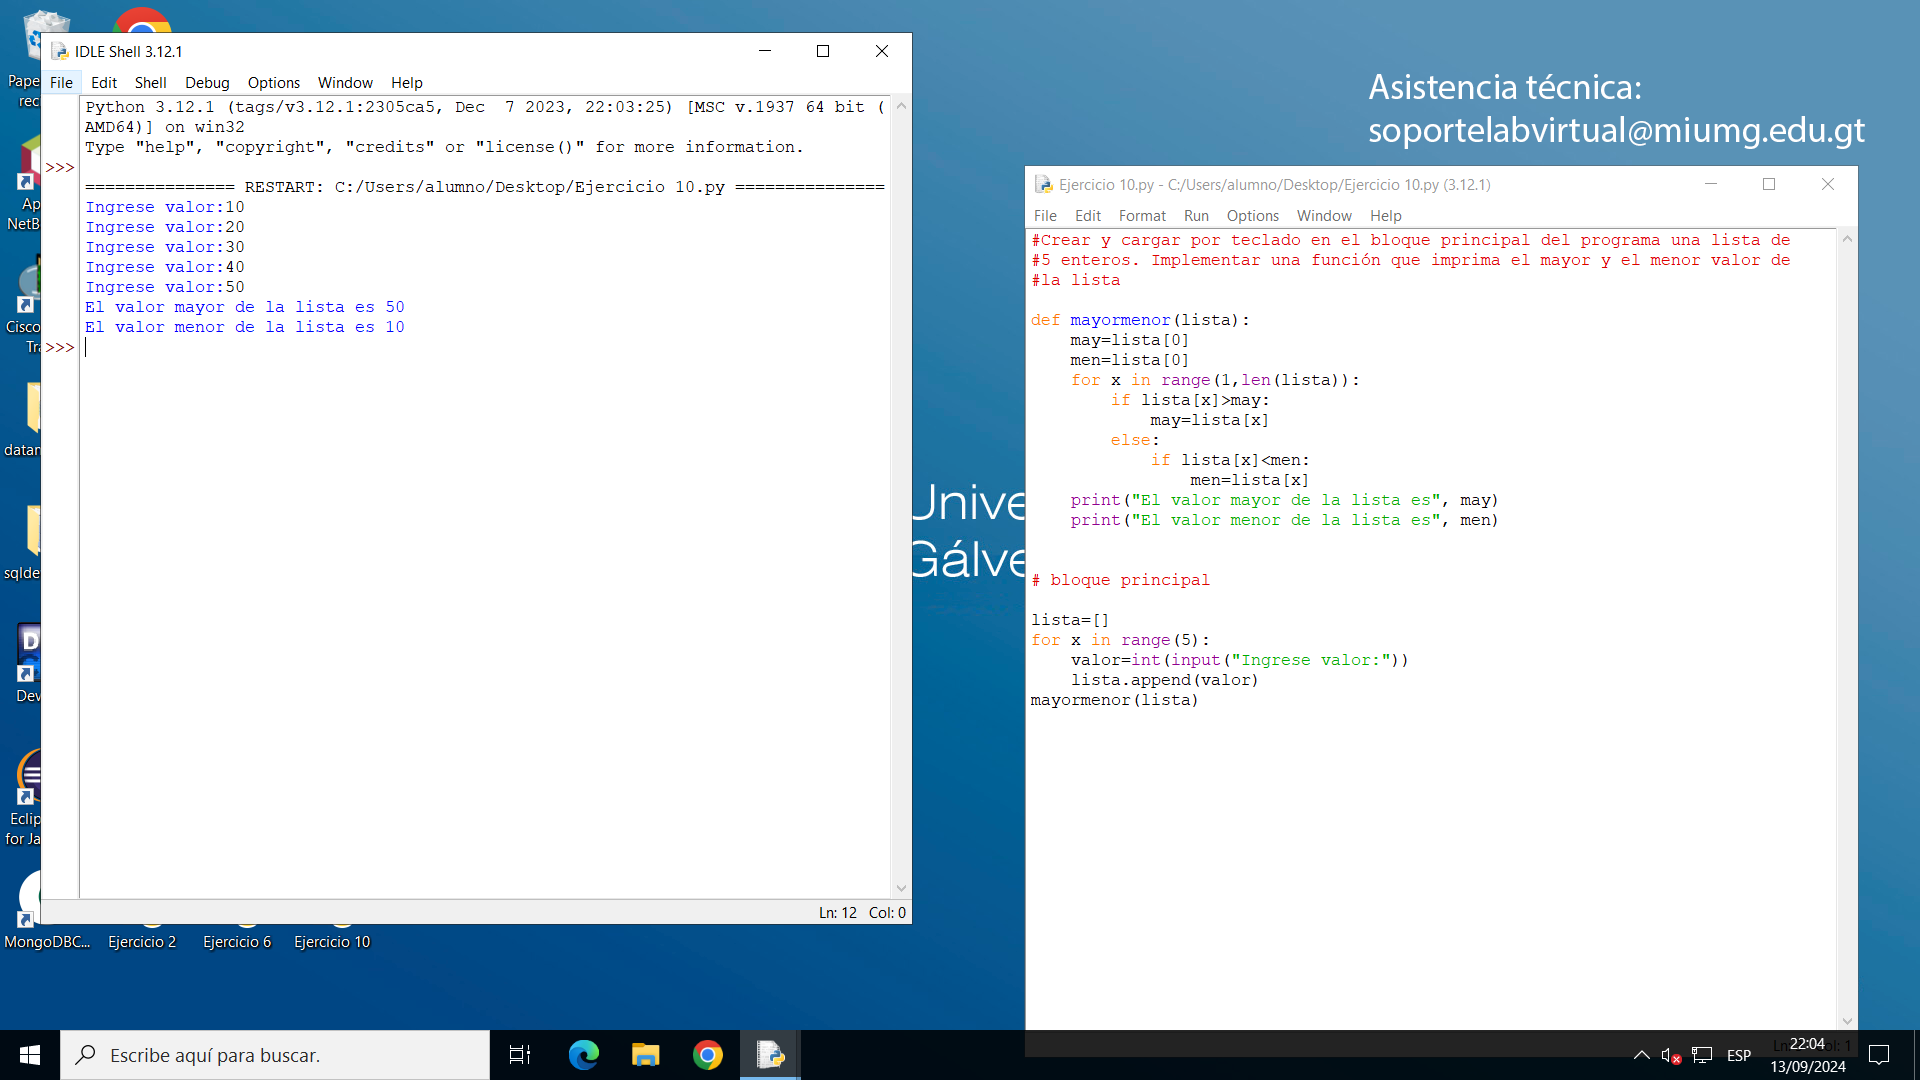 Asistencia técnica:
soportelabvirtual@miumg.edu.gt
IDLE Shell 3.12.1
File Edit Shell Debug Options Window Help
Python 3.12.1 (tags/v3.12.1:2305ca5, Dec  7 2023, 22:03:25) [MSC v.1937 64 bit (
AMD64)] on win32
Type "help", "copyright", "credits" or "license()" for more information.
>>>
=============== RESTART: C:/Users/alumno/Desktop/Ejercicio 10.py ===============
Ingrese valor:10
Ingrese valor:20
Ingrese valor:30
Ingrese valor:40
Ingrese valor:50
El valor mayor de la lista es 50
El valor menor de la lista es 10
>>>
Ln: 12 Col: 0
Ejercicio 10.py - C:/Users/alumno/Desktop/Ejercicio 10.py (3.12.1)
File Edit Format Run Options Window Help
#Crear y cargar por teclado en el bloque principal del programa una lista de
#5 enteros. Implementar una función que imprima el mayor y el menor valor de
#la lista
def mayormenor(lista):
    may=lista[0]
    men=lista[0]
    for x in range(1,len(lista)):
        if lista[x]>may:
            may=lista[x]
        else:
            if lista[x]<men:
                men=lista[x]
    print("El valor mayor de la lista es", may)
    print("El valor menor de la lista es", men)
# bloque principal
lista=[]
for x in range(5):
    valor=int(input("Ingrese valor:"))
    lista.append(valor)
mayormenor(lista)
Unive
Gálve
Pape
rec
Ap
NetB
Cisco
Tra
datan
sqlde
Dev
Eclip
for Ja
MongoDBC... Ejercicio 2 Ejercicio 6 Ejercicio 10
Escribe aquí para buscar.
ESP
22:04
13/09/2024